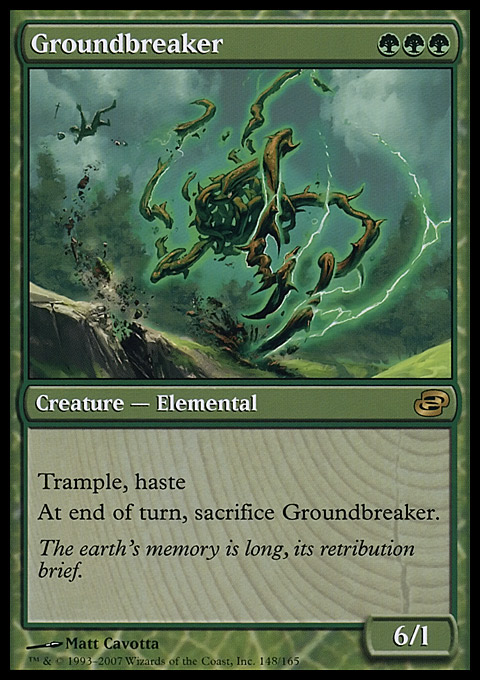 Groundbreaker
Creature — Elemental
Trample, haste
At end of turn, sacrifice Groundbreaker.
The earth's memory is long, its retribution
brief.
Matt Cavotta
6/1
™ & © 1993–2007 Wizards of the Coast, Inc. 148/165